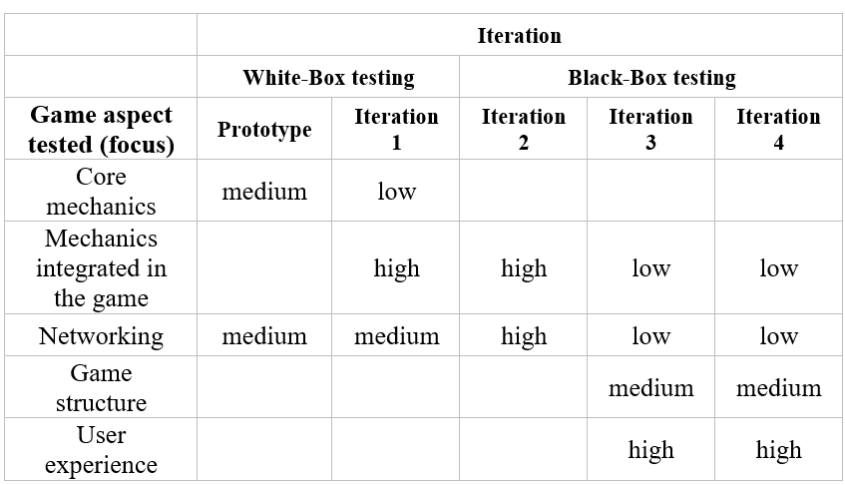 Iteration
White-Box testing Black-Box testing
Game aspect
tested (focus) Prototype Iteration
1 Iteration
2 Iteration
3 Iteration
4
Core
mechanics medium low
Mechanics
integrated in
the game high high low low
Networking medium medium high low low
Game
structure medium medium
User
experience high high